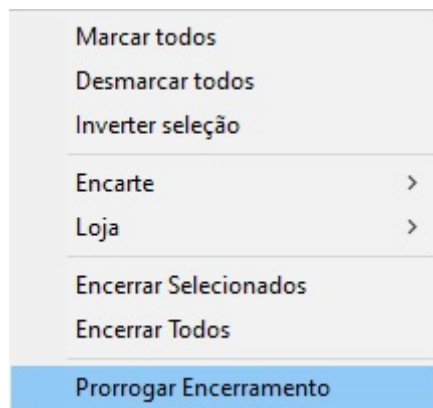 Marcar todos
Desmarcar todos
Inverter seleção
Encarte
Loja
Encerrar Selecionados
Encerrar Todos
Prorrogar Encerramento